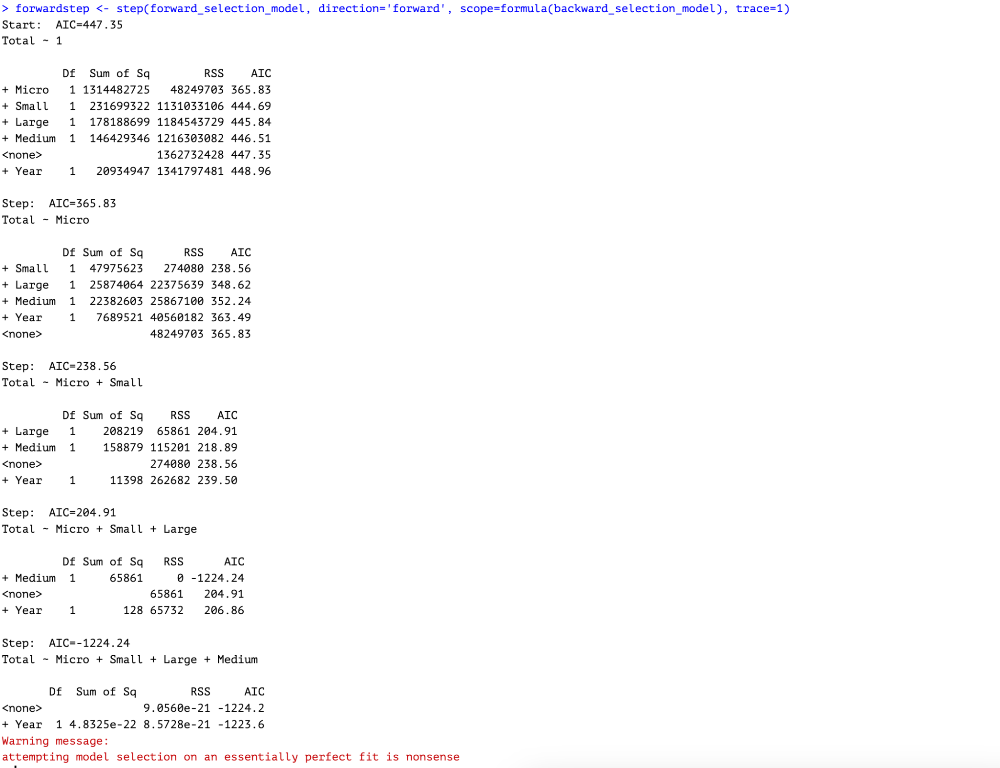 > forwardstep <- step(forward_selection_model, direction='forward', scope=formula(backward_selection_model), trace=1)
Start:  AIC=447.35
Total ~ 1

         Df  Sum of Sq        RSS    AIC
+ Micro   1 1314482725   48249703 365.83
+ Small   1  231699322 1131033106 444.69
+ Large   1  178188699 1184543729 445.84
+ Medium  1  146429346 1216303082 446.51
<none>                 1362732428 447.35
+ Year    1   20934947 1341797481 448.96

Step:  AIC=365.83
Total ~ Micro

         Df Sum of Sq      RSS    AIC
+ Small   1  47975623   274080 238.56
+ Large   1  25874064 22375639 348.62
+ Medium  1  22382603 25867100 352.24
+ Year    1   7689521 40560182 363.49
<none>                48249703 365.83

Step:  AIC=238.56
Total ~ Micro + Small

         Df Sum of Sq    RSS    AIC
+ Large   1    208219  65861 204.91
+ Medium  1    158879 115201 218.89
<none>                274080 238.56
+ Year    1     11398 262682 239.50

Step:  AIC=204.91
Total ~ Micro + Small + Large

         Df Sum of Sq   RSS      AIC
+ Medium  1     65861     0 -1224.24
<none>                65861   204.91
+ Year    1       128 65732   206.86

Step:  AIC=-1224.24
Total ~ Micro + Small + Large + Medium

       Df  Sum of Sq        RSS     AIC
<none>               9.0560e-21 -1224.2
+ Year  1 4.8325e-22 8.5728e-21 -1223.6
Warning message:
attempting model selection on an essentially perfect fit is nonsense